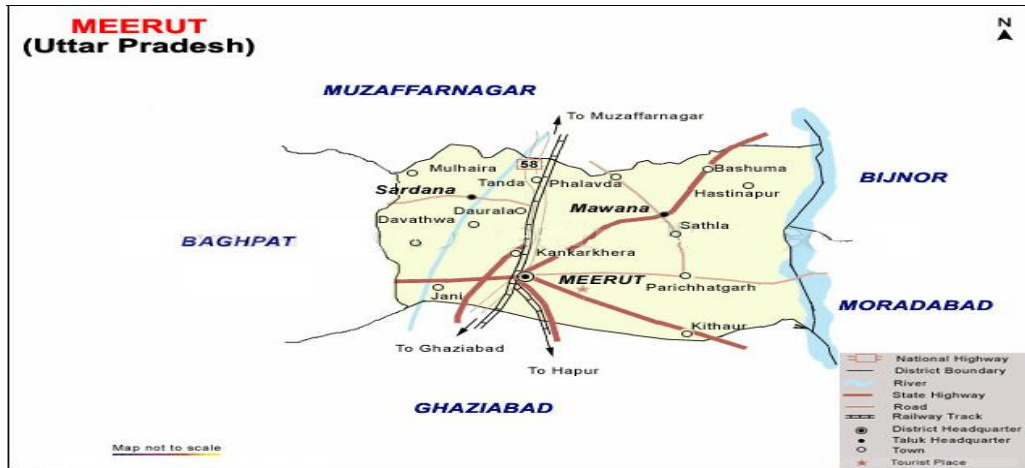 MEERUT
(Uttar Pradesh)
N
MUZAFFARNAGAR
To Muzaffarnagar
58
Mulhaira
Tanda
Phalavda
Bashuma
Hastinapur
BIJNOR
Sardana
Daurala
Mawana
Davathwa
Sathla
BAGHPAT
Kankarkhera
MEERUT
Parichhatgarh
Jani
MORADABAD
Kithaur
To Ghaziabad
To Hapur
GHAZIABAD
National Highway
District Boundary
River
State Highway
Road
Railway Track
District Headquarter
Taluk Headquarter
Town
Tourist Place
Map not to scale